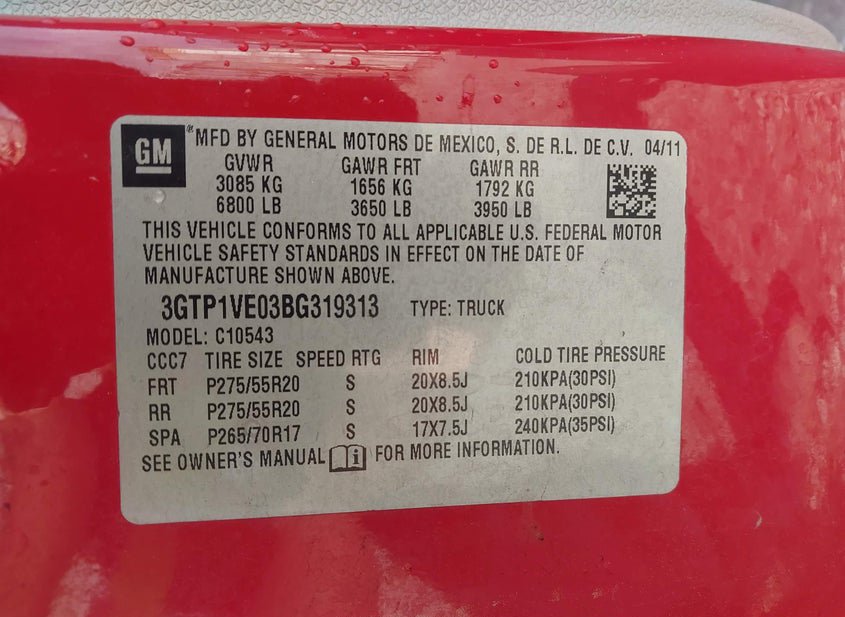 GM ® MFD BY GENERAL MOTORS DE MEXICO, S. DE R.L. DE C.V. 04/11
GVWR GAWR FRT GAWR RR
3085 KG 1656 KG 1792 KG
6800 LB 3650 LB 3950 LB
THIS VEHICLE CONFORMS TO ALL APPLICABLE U.S. FEDERAL MOTOR
VEHICLE SAFETY STANDARDS IN EFFECT ON THE DATE OF
MANUFACTURE SHOWN ABOVE.
3GTP1VE03BG319313 TYPE: TRUCK
MODEL: C10543
CCC7 TIRE SIZE SPEED RTG RIM COLD TIRE PRESSURE
FRT P275/55R20 S 20X8.5J 210KPA(30PSI)
RR P275/55R20 S 20X8.5J 210KPA(30PSI)
SPA P265/70R17 S 17X7.5J 240KPA(35PSI)
SEE OWNER'S MANUAL i FOR MORE INFORMATION.